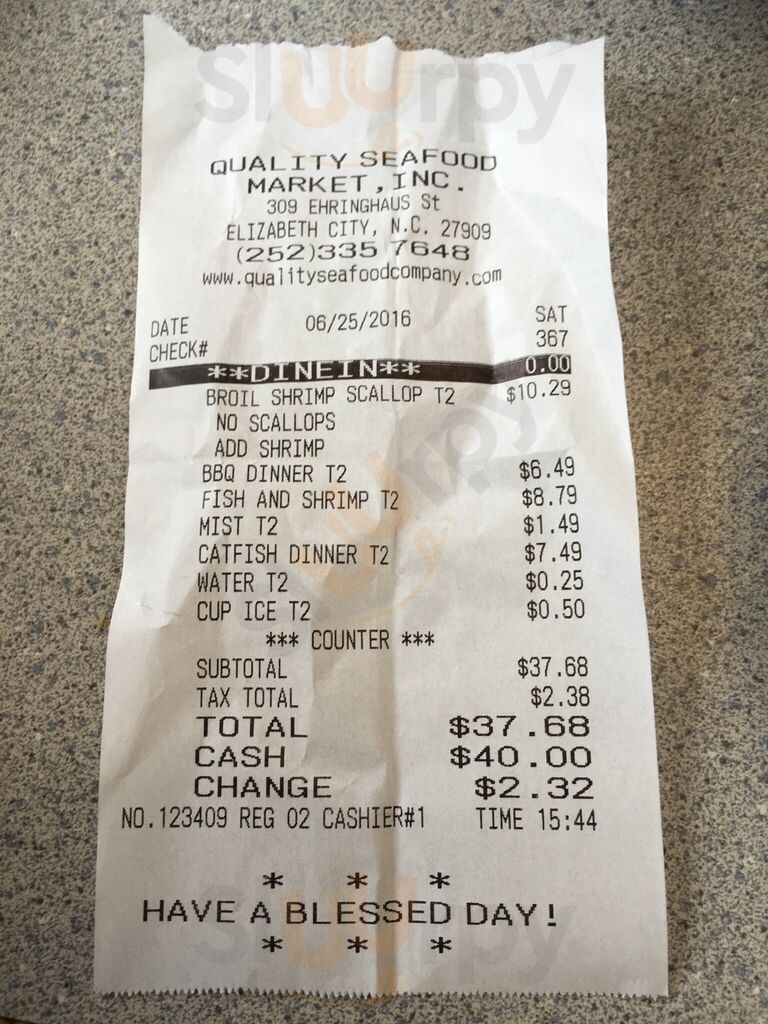 Sluurpy
QUALITY SEAFOOD
MARKET, INC.
309 EHRINGHAUS St
ELIZABETH CITY, N.C. 27909
(252)335 7648
www.qualityseafoodcompany.com
DATE 06/25/2016 SAT
CHECK# 367
**DINEIN** 0.00
BROIL SHRIMP SCALLOP T2 $10.29
NO SCALLOPS
ADD SHRIMP
BBQ DINNER T2 $6.49
FISH AND SHRIMP T2 $8.79
MIST T2 $1.49
CATFISH DINNER T2 $7.49
WATER T2 $0.25
CUP ICE T2 $0.50
*** COUNTER ***
SUBTOTAL $37.68
TAX TOTAL $2.38
TOTAL $37.68
CASH $40.00
CHANGE $2.32
NO.123409 REG 02 CASHIER#1 TIME 15:44
* * *
HAVE A BLESSED DAY!
* * *
Sluurpy